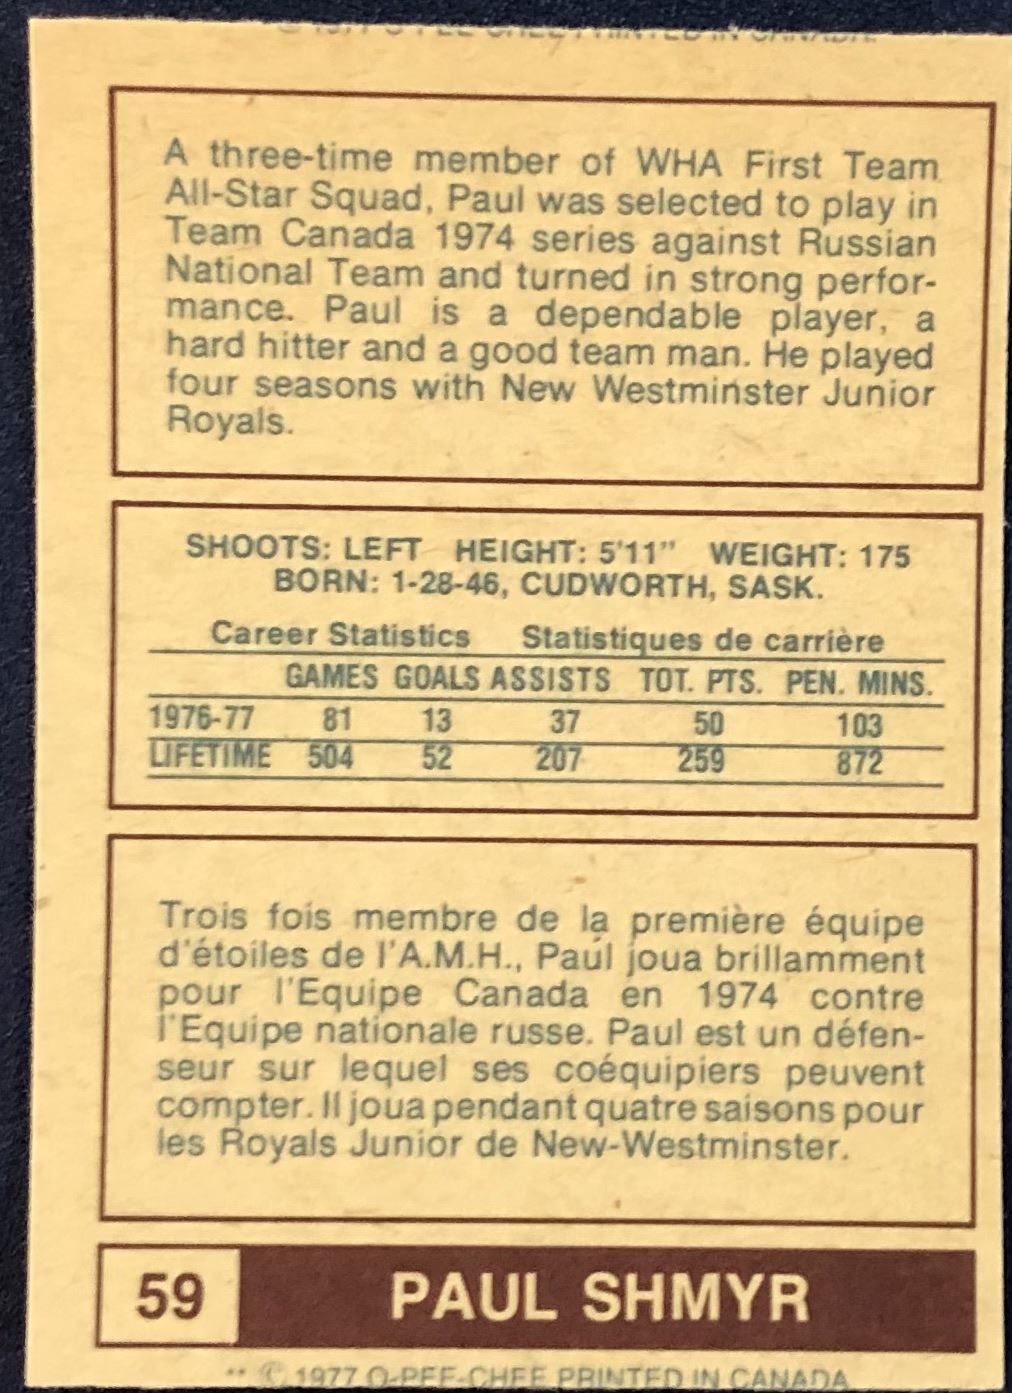 © 1977 O-PEE-CHEE PRINTED IN CANADA.
A three-time member of WHA First Team
All-Star Squad, Paul was selected to play in
Team Canada 1974 series against Russian
National Team and turned in strong perfor-
mance. Paul is a dependable player, a
hard hitter and a good team man. He played
four seasons with New Westminster Junior
Royals.
SHOOTS: LEFT HEIGHT: 5'11" WEIGHT: 175
BORN: 1-28-46, CUDWORTH, SASK.
Career Statistics Statistiques de carrière
GAMES GOALS ASSISTS TOT. PTS. PEN. MINS.
1976-77 81 13 37 50 103
LIFETIME 504 52 207 259 872
Trois fois membre de la première équipe
d'étoiles de l'A.M.H., Paul joua brillamment
pour l'Equipe Canada en 1974 contre
l'Equipe nationale russe. Paul est un défen-
seur sur lequel ses coéquipiers peuvent
compter. Il joua pendant quatre saisons pour
les Royals Junior de New-Westminster.
59 PAUL SHMYR
** © 1977 O-PEE-CHEE PRINTED IN CANADA